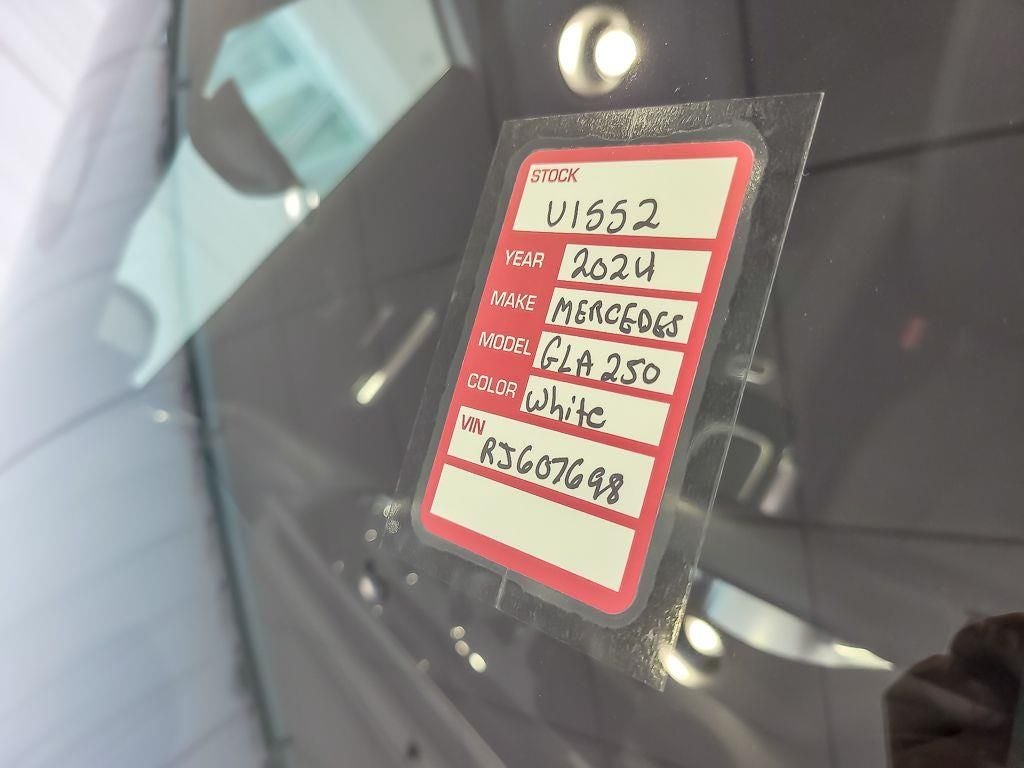 STOCK
U1552
YEAR 2024
MAKE MERCEDES
MODEL GLA 250
COLOR White
VIN
RJ607698